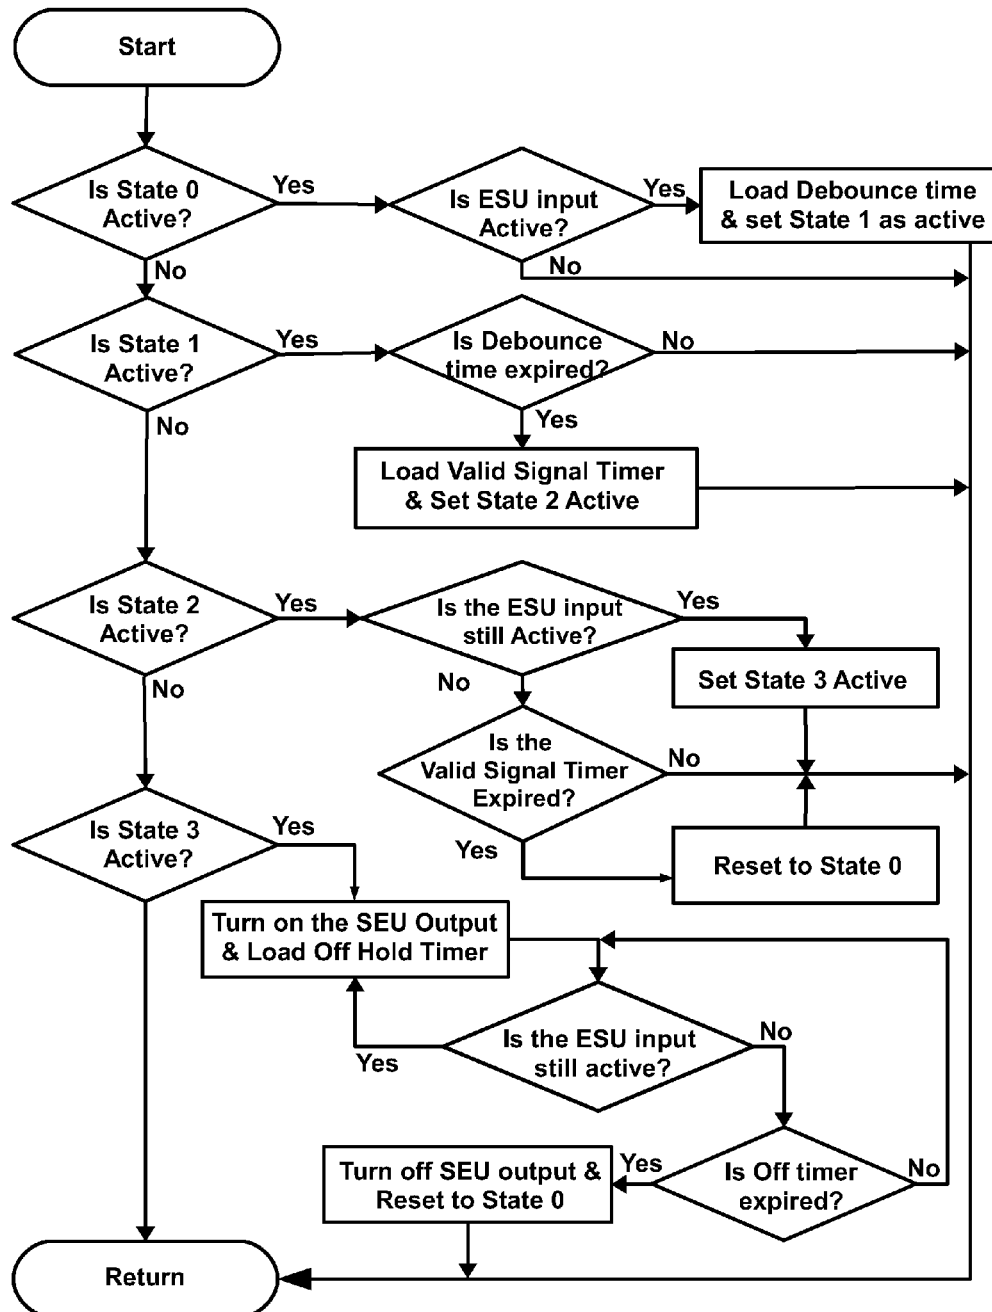 Start
Is State 0
Active?
Yes
Is ESU input
Active?
Yes
Load Debounce time
& set State 1 as active
No
No
Is State 1
Active?
Yes
Is Debounce
time expired?
No
Yes
No
Load Valid Signal Timer
& Set State 2 Active
Is State 2
Active?
Yes
Is the ESU input
still Active?
Yes
No
No
Set State 3 Active
Is the
Valid Signal Timer
Expired?
No
Yes
Reset to State 0
Is State 3
Active?
Yes
Turn on the SEU Output
& Load Off Hold Timer
Is the ESU input
still active?
No
Yes
Turn off SEU output &
Reset to State 0
Yes
Is Off timer
expired?
No
Return